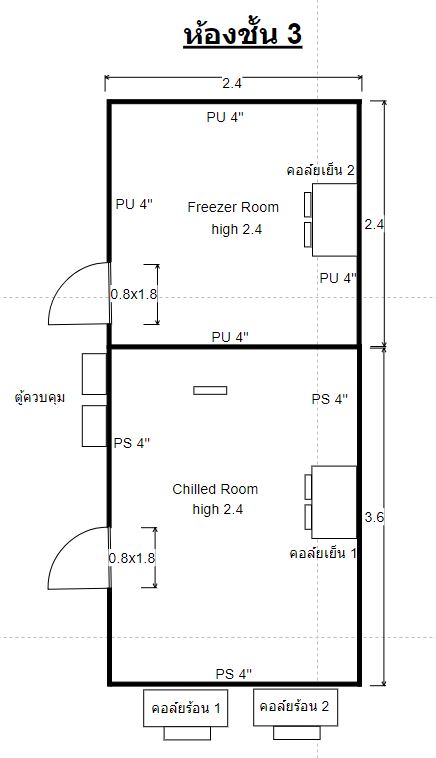 ห้องชั้น 3
2.4
PU 4"
คอล์ยเย็น 2
PU 4"
Freezer Room
high 2.4
2.4
PU 4"
0.8x1.8
PU 4"
ตู้ควบคุม
PS 4"
PS 4"
Chilled Room
high 2.4
3.6
คอล์ยเย็น 1
0.8x1.8
PS 4"
คอล์ยร้อน 1
คอล์ยร้อน 2